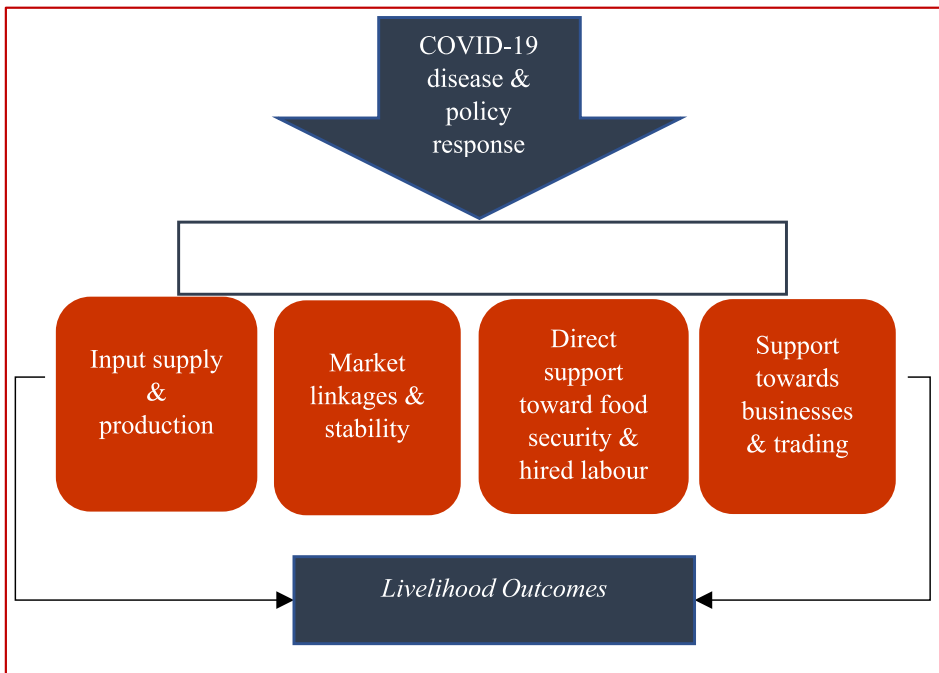 COVID-19
disease &
policy
response
Input supply
&
production
Market
linkages &
stability
Direct
support
toward food
security &
hired labour
Support
towards
businesses
& trading
Livelihood Outcomes